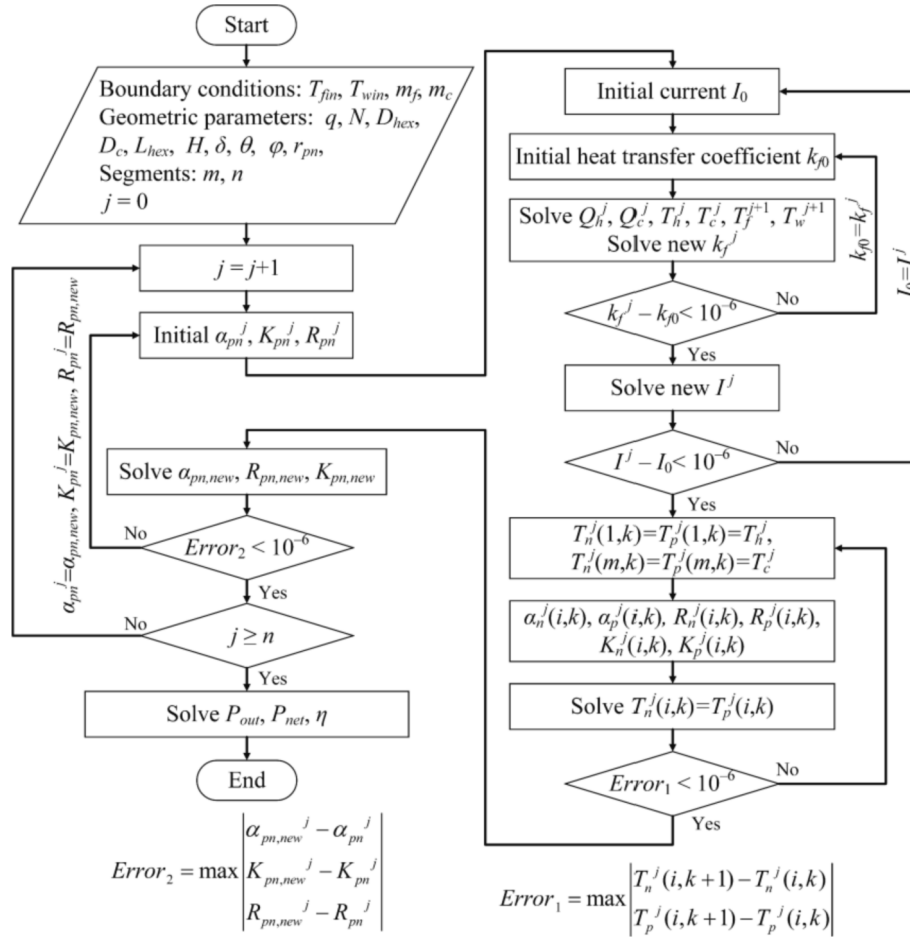 Start
Boundary conditions: T_fin, T_win, m_f, m_c
Geometric parameters: q, N, D_hex,
D_c, L_hex, H, δ, θ, φ, r_pn,
Segments: m, n
j = 0
j = j+1
Initial α_pn^j, K_pn^j, R_pn^j
Initial current I_0
Initial heat transfer coefficient k_f0
Solve Q_h^j, Q_c^j, T_h^j, T_c^j, T_f^j+1, T_w^j+1
Solve new k_f^j
k_f^j − k_f0 < 10^−6
No
k_f0=k_f^j
Yes
Solve new I^j
I^j − I_0 < 10^−6
No
I_0=I^j
Yes
T_n^j(1,k)=T_p^j(1,k)=T_h^j,
T_n^j(m,k)=T_p^j(m,k)=T_c^j
α_n^j(i,k), α_p^j(i,k), R_n^j(i,k), R_p^j(i,k),
K_n^j(i,k), K_p^j(i,k)
Solve T_n^j(i,k)=T_p^j(i,k)
Error_1 < 10^−6
No
Yes
Solve α_pn,new, R_pn,new, K_pn,new
Error_2 < 10^−6
No
α_pn^j=α_pn,new, K_pn^j=K_pn,new, R_pn^j=R_pn,new
Yes
j ≥ n
No
Yes
Solve P_out, P_net, η
End
Error_2 = max |α_pn,new^j − α_pn^j
K_pn,new^j − K_pn^j
R_pn,new^j − R_pn^j|
Error_1 = max |T_n^j(i,k+1) − T_n^j(i,k)
T_p^j(i,k+1) − T_p^j(i,k)|